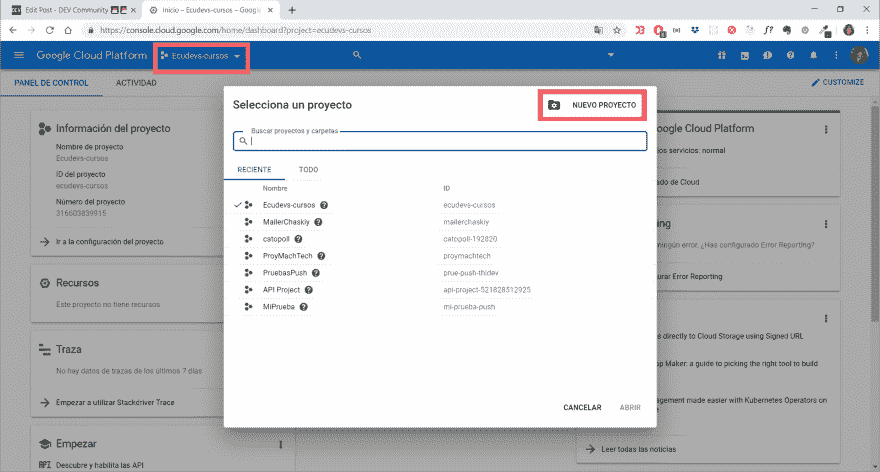 Edit Post - DEV Community
Inicio – Ecudevs-cursos – Google
https://console.cloud.google.com/home/dashboard?project=ecudevs-cursos
Google Cloud Platform
Ecudevs-cursos
PANEL DE CONTROL
ACTIVIDAD
CUSTOMIZE
Selecciona un proyecto
NUEVO PROYECTO
Buscar proyectos y carpetas
RECIENTE
TODO
Nombre ID
Ecudevs-cursos ecudevs-cursos
MailerChaskiy mailerchaskiy
catopoll catopoll-192820
ProyMachTech proymachtech
PruebasPush prue-push-thidev
API Project api-project-521828512925
MiPrueba mi-prueba-push
CANCELAR
ABRIR
Información del proyecto
Nombre de proyecto
Ecudevs-cursos
ID del proyecto
ecudevs-cursos
Número del proyecto
316603839915
Ir a la configuración del proyecto
Recursos
Este proyecto no tiene recursos
Traza
No hay datos de trazas de los últimos 7 días
Empezar a utilizar Stackdriver Trace
Empezar
API Descubre y habilita las API
oogle Cloud Platform
os servicios: normal
ado de Cloud
ing
ningún error. ¿Has configurado Error Reporting?
urar Error Reporting
s directly to Cloud Storage using Signed URL
p Maker: a guide to picking the right tool to build
gement made easier with Kubernetes Operators on
Leer todas las noticias